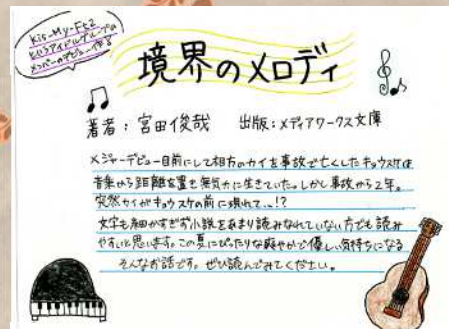 Kis-My-Ft2
というアイドルグループの
メンバーのデビュー作る
境界のメロディ
著者：宮田俊哉 出版：メディアワークス文庫
メジャーデビュー目前にして相方のカイを事故で亡くしたキョウスケは
音楽から距離を置き無気力に生きていた。しかし事故から2年。
突然カイがキョウスケの前に現れて…!?
文字も細かすぎず小説をあまり読みなれていない方でも読み
やすいと思います。この夏にぴったりな爽やかで優しい気持ちになる
そんなお話です。ぜひ読んでみてください。